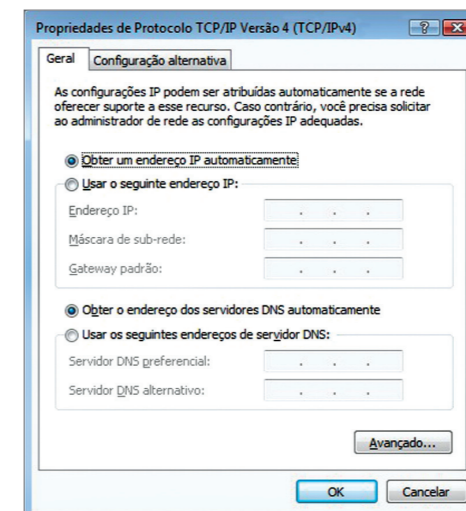 Propriedades de Protocolo TCP/IP Versão 4 (TCP/IPv4)
Geral
Configuração alternativa
As configurações IP podem ser atribuídas automaticamente se a rede
oferecer suporte a esse recurso. Caso contrário, você precisa solicitar
ao administrador de rede as configurações IP adequadas.
Obter um endereço IP automaticamente
Usar o seguinte endereço IP:
Endereço IP:
Máscara de sub-rede:
Gateway padrão:
Obter o endereço dos servidores DNS automaticamente
Usar os seguintes endereços de servidor DNS:
Servidor DNS preferencial:
Servidor DNS alternativo:
Avançado...
OK
Cancelar